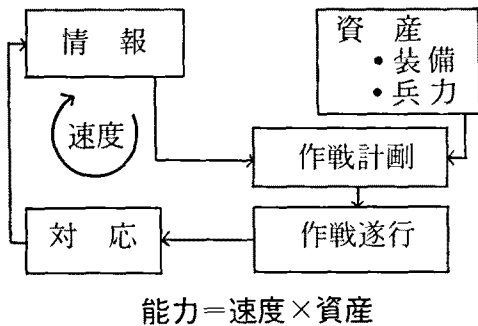 情報
資産
・装備
・兵力
速度
作戦計画
対応
作戦遂行
能力＝速度×資産